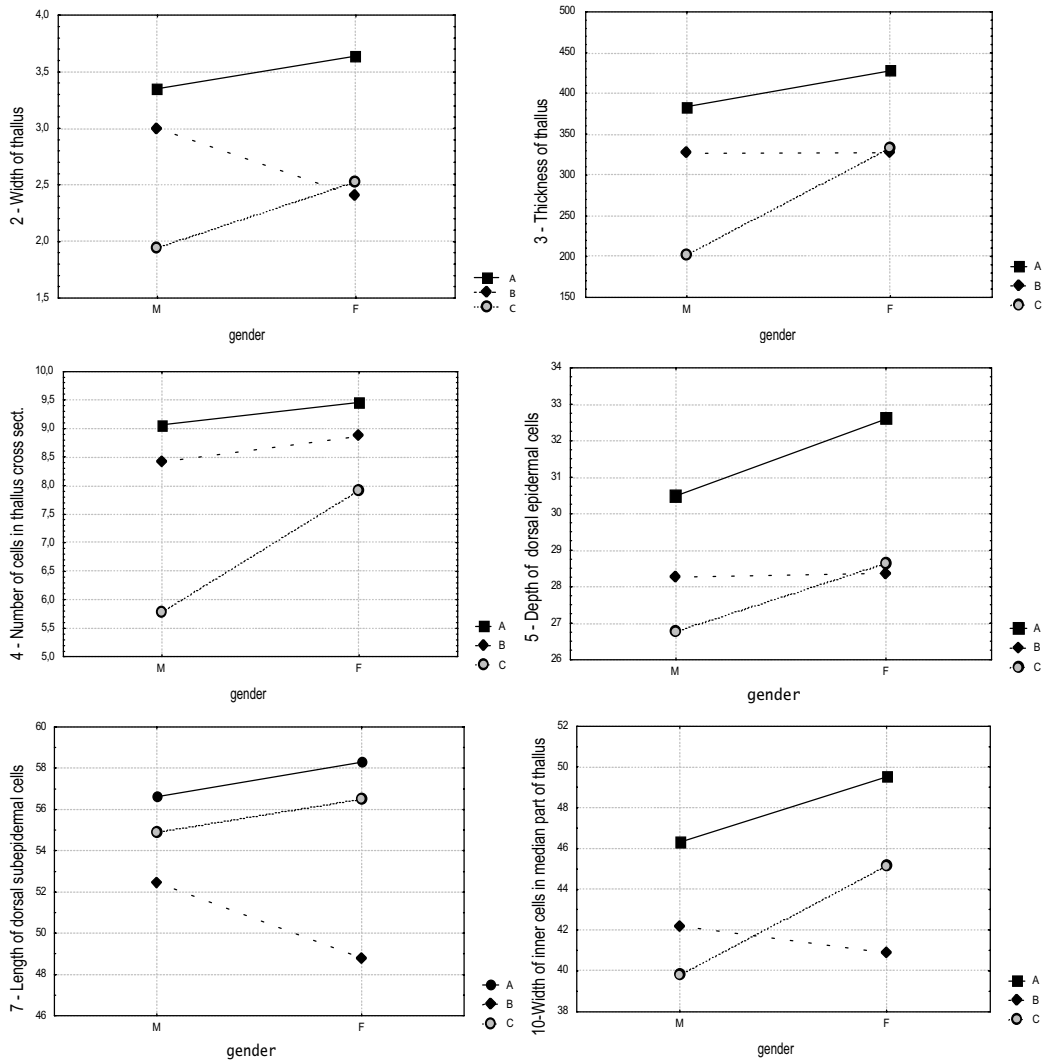 2 - Width of thallus
4,0
3,5
3,0
2,5
2,0
1,5
M
F
gender
A
B
C
3 - Thickness of thallus
500
450
400
350
300
250
200
150
M
F
gender
A
B
C
4 - Number of cells in thallus cross sect.
10,0
9,5
9,0
8,5
8,0
7,5
7,0
6,5
6,0
5,5
5,0
M
F
gender
A
B
C
5 - Depth of dorsal epidermal cells
34
33
32
31
30
29
28
27
26
M
F
gender
A
B
C
7 - Length of dorsal subepidermal cells
60
58
56
54
52
50
48
46
M
F
gender
A
B
C
10-Width of inner cells in median part of thallus
52
50
48
46
44
42
40
38
M
F
gender
A
B
C